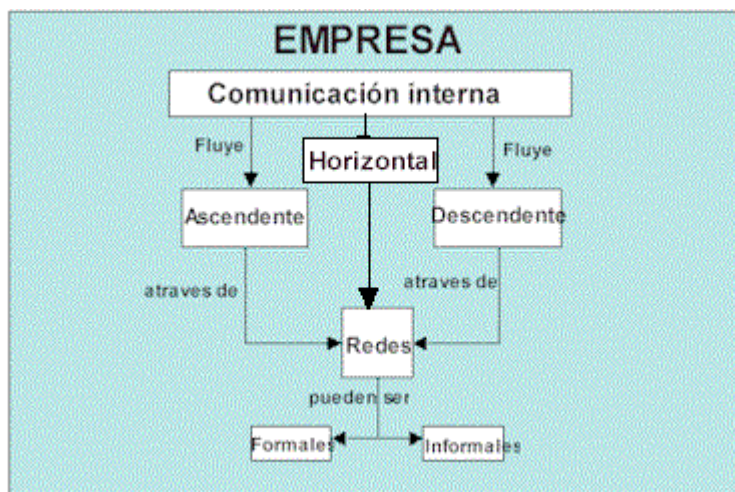 EMPRESA
Comunicación interna
Fluye
Fluye
Horizontal
Ascendente
Descendente
atraves de
atraves de
Redes
pueden ser
Formales
Informales